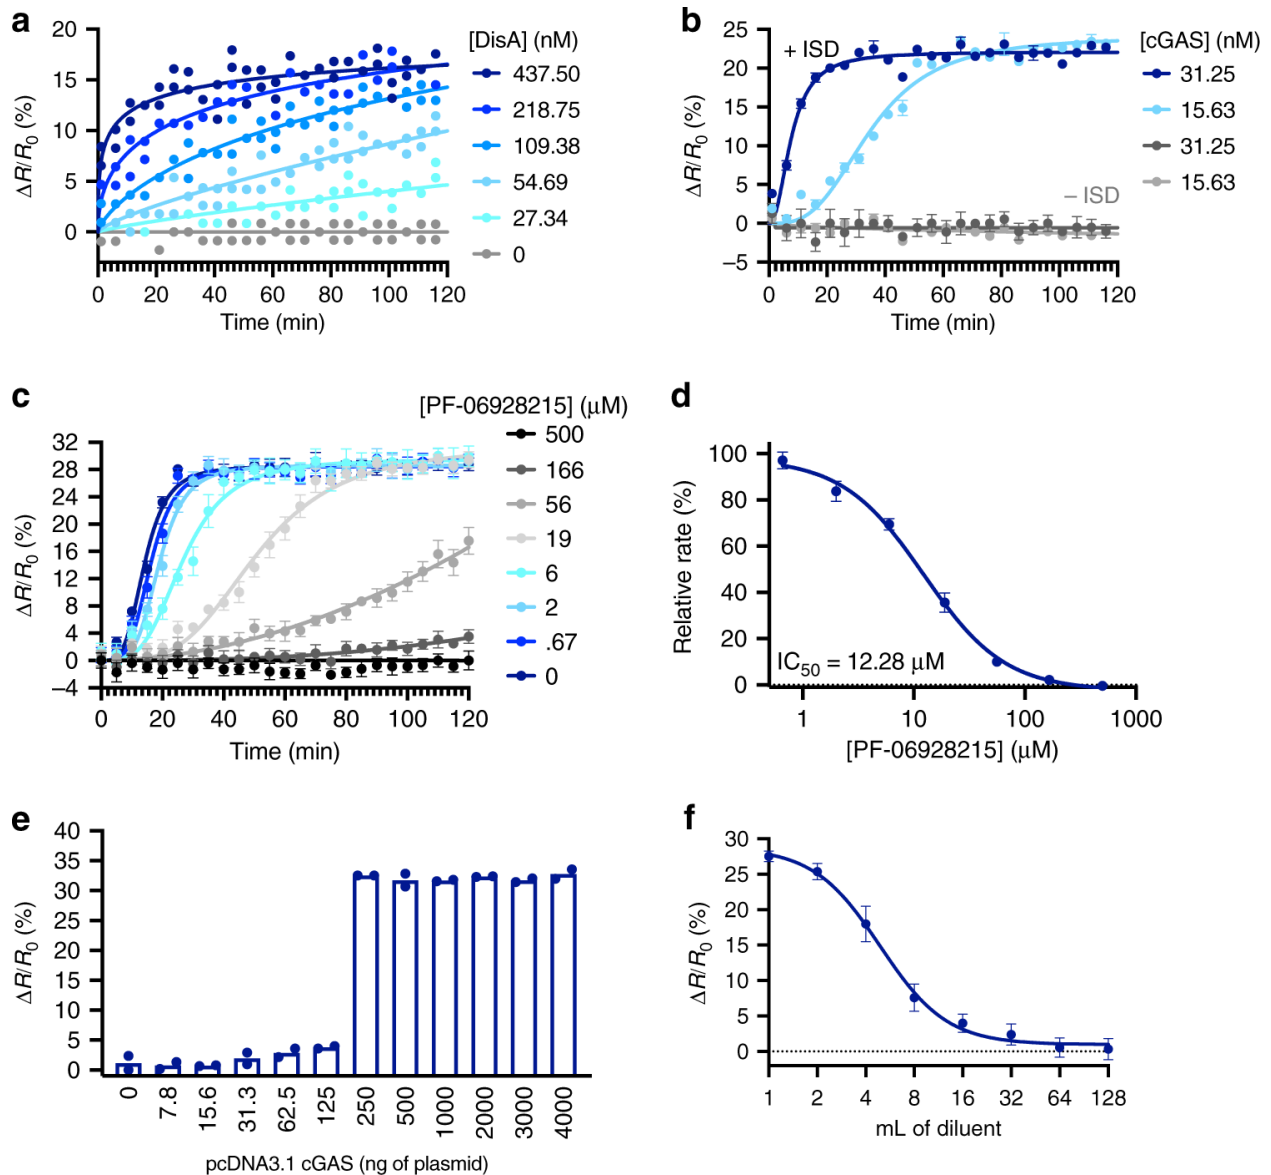 a
ΔR/R0 (%)
20
15
10
5
0
0 20 40 60 80 100 120
Time (min)
[DisA] (nM)
437.50
218.75
109.38
54.69
27.34
0
b
ΔR/R0 (%)
25
20
15
10
5
0
–5
0 20 40 60 80 100 120
Time (min)
+ ISD
– ISD
[cGAS] (nM)
31.25
15.63
31.25
15.63
c
ΔR/R0 (%)
32
28
24
20
16
12
8
4
0
–4
0 20 40 60 80 100 120
Time (min)
[PF-06928215] (μM)
500
166
56
19
6
2
.67
0
d
Relative rate (%)
100
80
60
40
20
0
IC50 = 12.28 μM
1 10 100 1000
[PF-06928215] (μM)
e
ΔR/R0 (%)
40
35
30
25
20
15
10
5
0
0 7.8 15.6 31.3 62.5 125 250 500 1000 2000 3000 4000
pcDNA3.1 cGAS (ng of plasmid)
f
ΔR/R0 (%)
30
25
20
15
10
5
0
1 2 4 8 16 32 64 128
mL of diluent